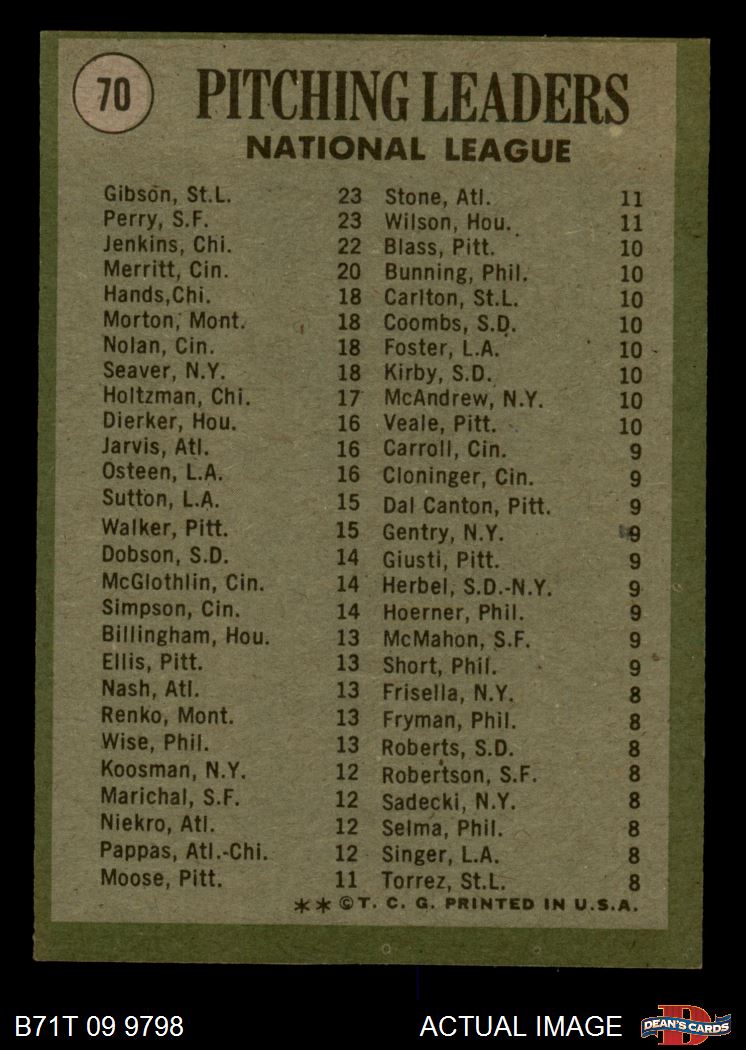 70
PITCHING LEADERS
NATIONAL LEAGUE
Gibson, St.L. 23
Perry, S.F. 23
Jenkins, Chi. 22
Merritt, Cin. 20
Hands,Chi. 18
Morton, Mont. 18
Nolan, Cin. 18
Seaver, N.Y. 18
Holtzman, Chi. 17
Dierker, Hou. 16
Jarvis, Atl. 16
Osteen, L.A. 16
Sutton, L.A. 15
Walker, Pitt. 15
Dobson, S.D. 14
McGlothlin, Cin. 14
Simpson, Cin. 14
Billingham, Hou. 13
Ellis, Pitt. 13
Nash, Atl. 13
Renko, Mont. 13
Wise, Phil. 13
Koosman, N.Y. 12
Marichal, S.F. 12
Niekro, Atl. 12
Pappas, Atl.-Chi. 12
Moose, Pitt. 11
Stone, Atl. 11
Wilson, Hou. 11
Blass, Pitt. 10
Bunning, Phil. 10
Carlton, St.L. 10
Coombs, S.D. 10
Foster, L.A. 10
Kirby, S.D. 10
McAndrew, N.Y. 10
Veale, Pitt. 10
Carroll, Cin. 9
Cloninger, Cin. 9
Dal Canton, Pitt. 9
Gentry, N.Y. 9
Giusti, Pitt. 9
Herbel, S.D.-N.Y. 9
Hoerner, Phil. 9
McMahon, S.F. 9
Short, Phil. 9
Frisella, N.Y. 8
Fryman, Phil. 8
Roberts, S.D. 8
Robertson, S.F. 8
Sadecki, N.Y. 8
Selma, Phil. 8
Singer, L.A. 8
Torrez, St.L. 8
** ©T. C. G. PRINTED IN U.S.A.
B71T 09 9798 ACTUAL IMAGE
D
DEAN'S CARDS